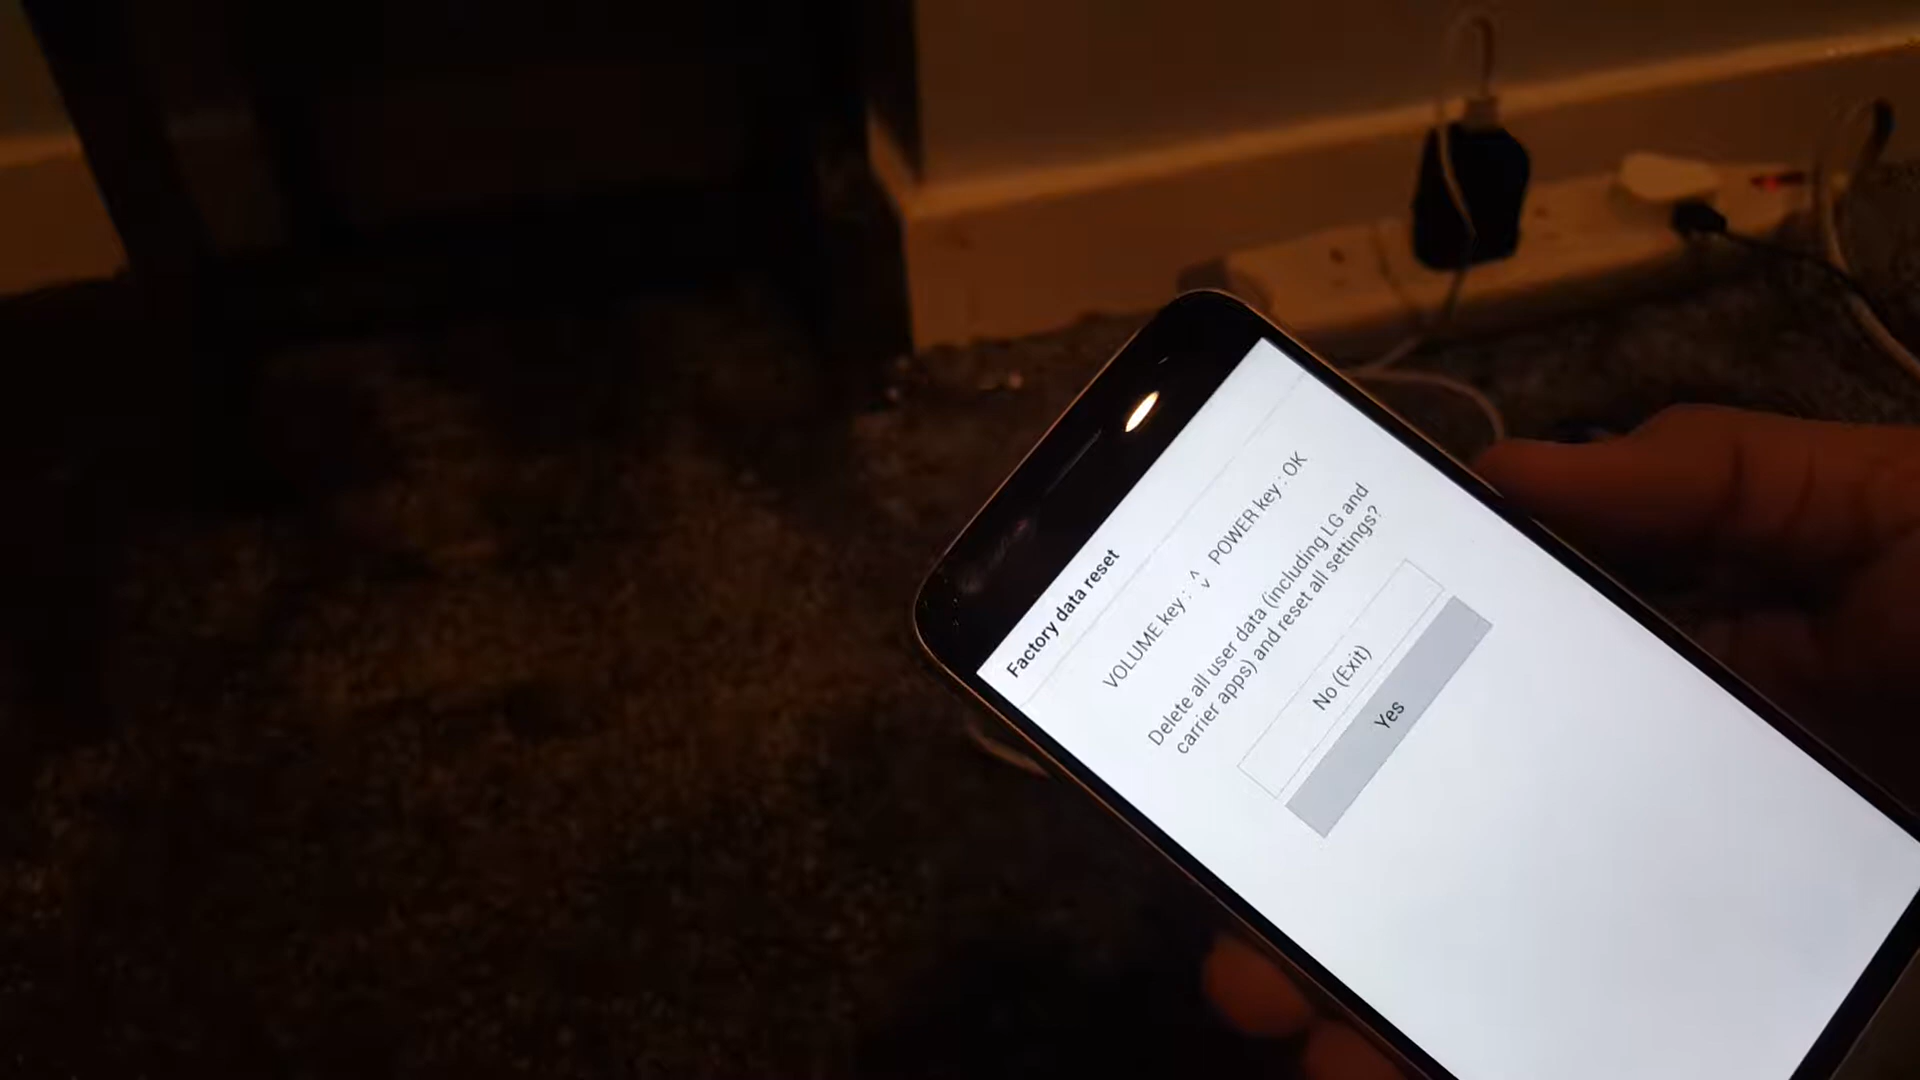 Factory data reset
VOLUME key : ^v POWER key : OK
Delete all user data (including LG and
carrier apps) and reset all settings?
No (Exit)
Yes